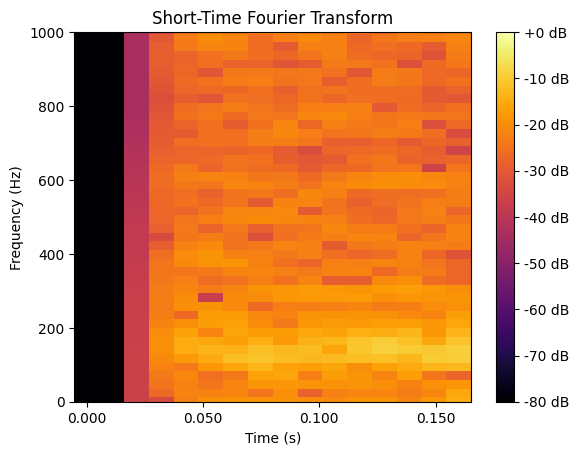 Short-Time Fourier Transform
1000
800
600
400
200
0
Frequency (Hz)
0.000
0.050
0.100
0.150
Time (s)
+0 dB
-10 dB
-20 dB
-30 dB
-40 dB
-50 dB
-60 dB
-70 dB
-80 dB